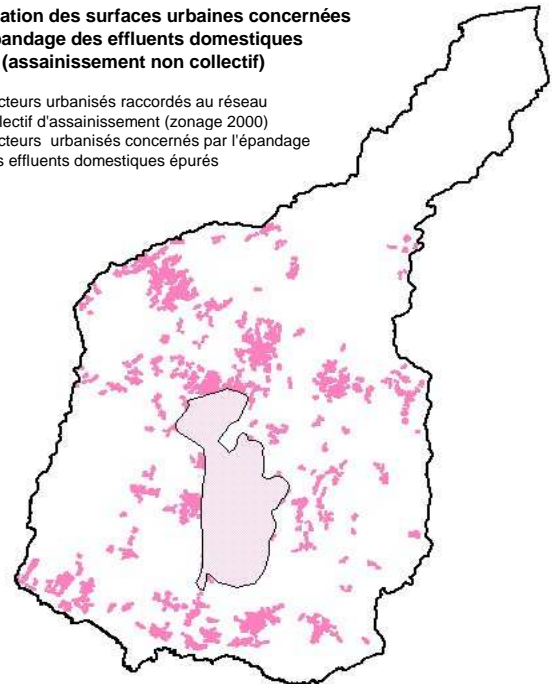 ation des surfaces urbaines concernées
pandage des effluents domestiques
(assainissement non collectif)
cteurs urbanisés raccordés au réseau
lectif d'assainissement (zonage 2000)
cteurs urbanisés concernés par l'épandage
s effluents domestiques épurés